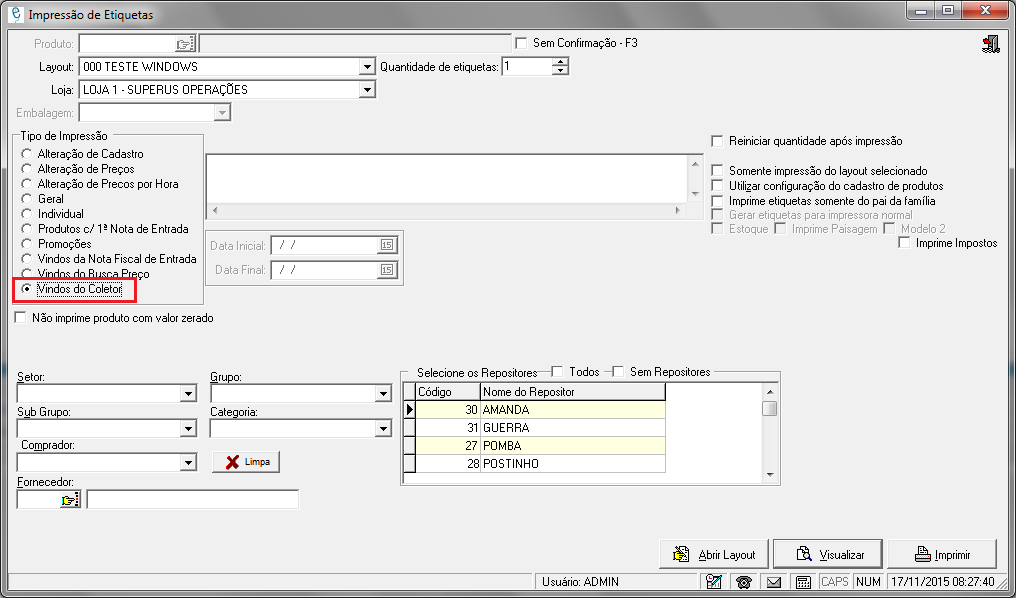 Impressão de Etiquetas
Produto:
Sem Confirmação - F3
Layout: 000 TESTE WINDOWS
Quantidade de etiquetas: 1
Loja: LOJA 1 - SUPERUS OPERAÇÕES
Embalagem:
Tipo de Impressão
Alteração de Cadastro
Alteração de Preços
Alteração de Precos por Hora
Geral
Individual
Produtos c/ 1ª Nota de Entrada
Promoções
Vindos da Nota Fiscal de Entrada
Vindos do Busca Preço
Vindos do Coletor
Não imprime produto com valor zerado
Data Inicial: / / 15
Data Final: / / 15
Reiniciar quantidade após impressão
Somente impressão do layout selecionado
Utilizar configuração do cadastro de produtos
Imprime etiquetas somente do pai da família
Gerar etiquetas para impressora normal
Estoque Imprime Paisagem Modelo 2
Imprime Impostos
Setor:
Grupo:
Sub Grupo:
Categoria:
Comprador:
Limpa
Fornecedor:
Selecione os Repositores Todos Sem Repositores
Código Nome do Repositor
30 AMANDA
31 GUERRA
27 POMBA
28 POSTINHO
Abrir Layout
Visualizar
Imprimir
Usuário: ADMIN
CAPS NUM 17/11/2015 08:27:40